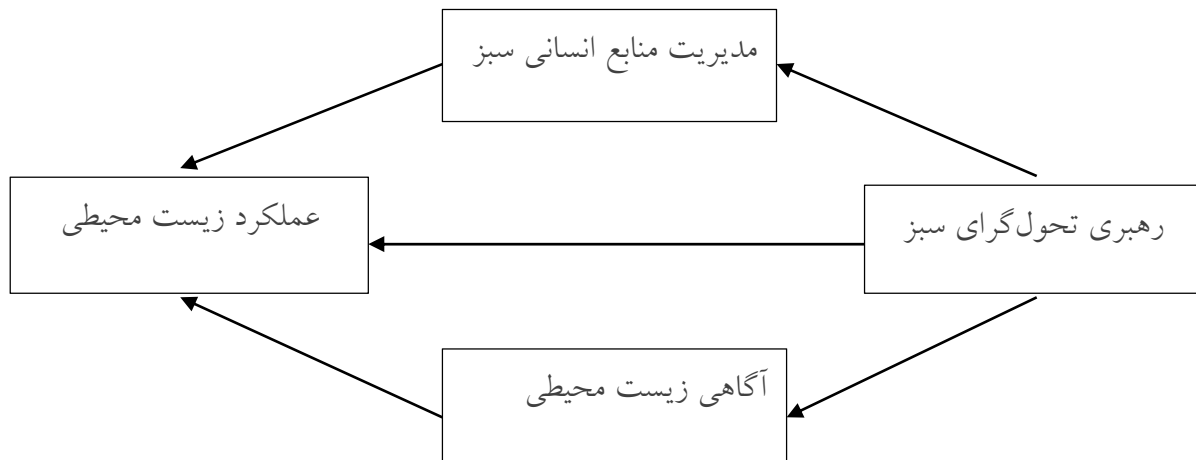 مدیریت منابع انسانی سبز
رهبری تحول‌گرای سبز
عملکرد زیست محیطی
آگاهی زیست محیطی